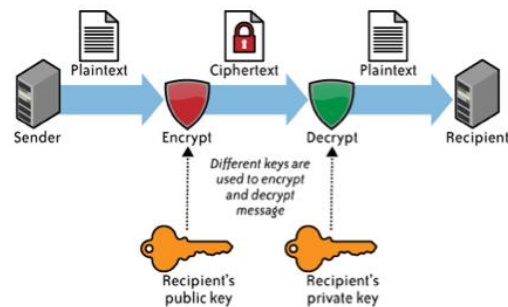 Plaintext
Ciphertext
Plaintext
Sender
Encrypt
Decrypt
Recipient
Different keys are
used to encrypt
and decrypt
message
Recipient's
public key
Recipient's
private key